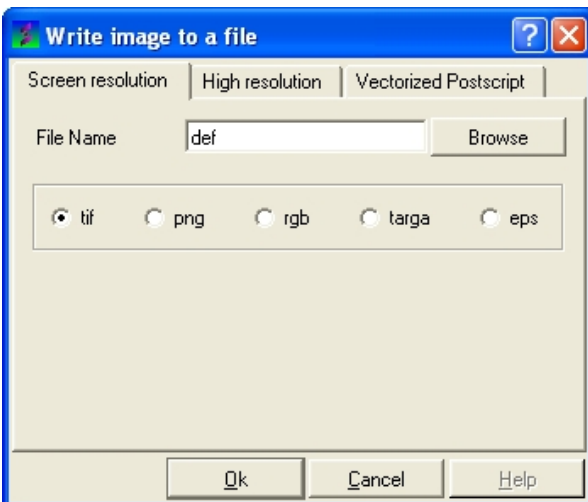 Write image to a file
Screen resolution High resolution Vectorized Postscript
File Name def Browse
tif png rgb targa eps
Ok Cancel Help